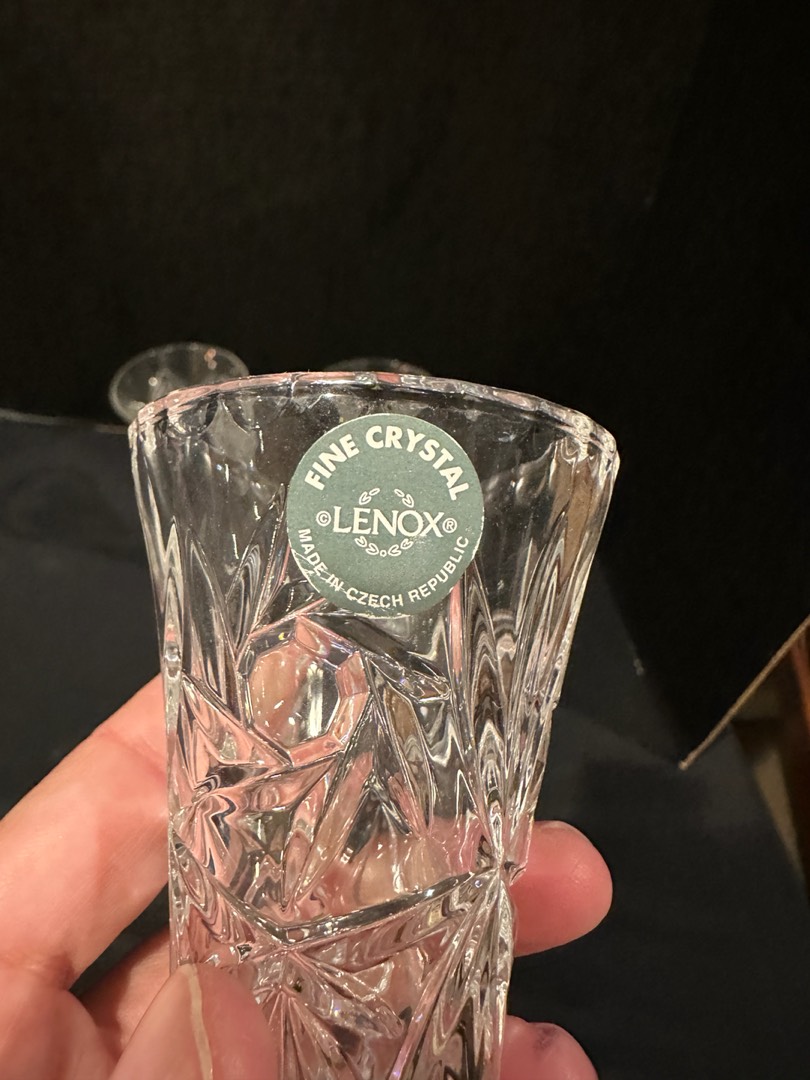 FINE CRYSTAL
©LENOX®
MADE IN CZECH REPUBLIC